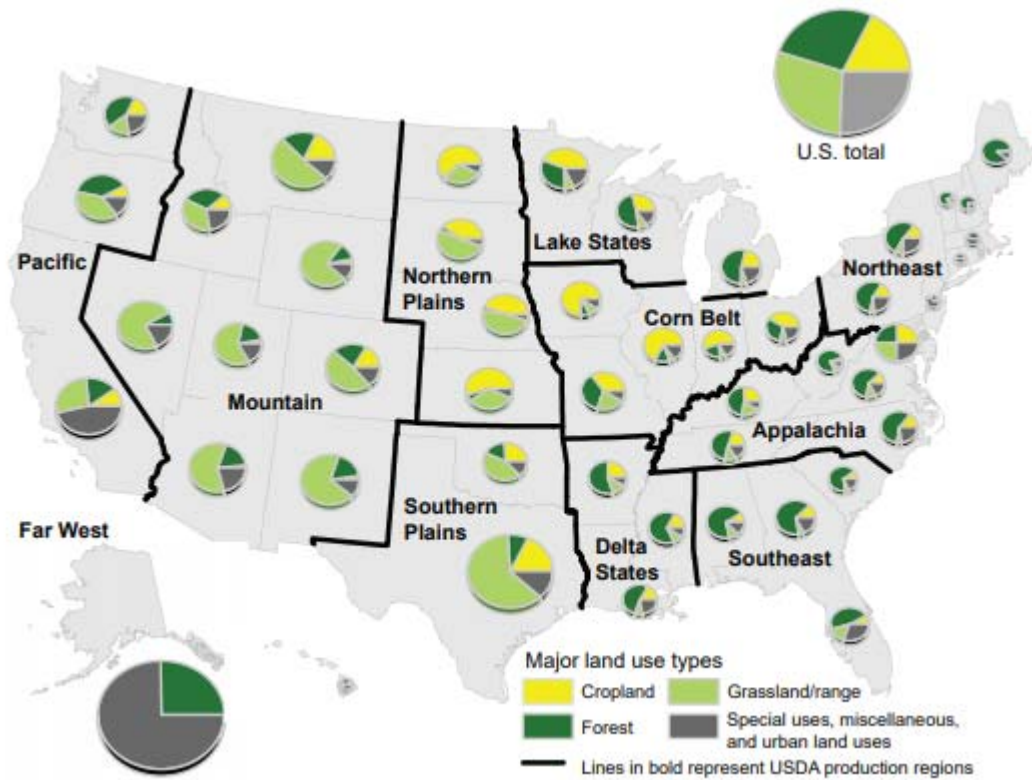 U.S. total
Pacific
Northern
Plains
Lake States
Northeast
Corn Belt
Mountain
Appalachia
Southern
Plains
Delta
States
Southeast
Far West
Major land use types
Cropland
Grassland/range
Forest
Special uses, miscellaneous,
and urban land uses
Lines in bold represent USDA production regions